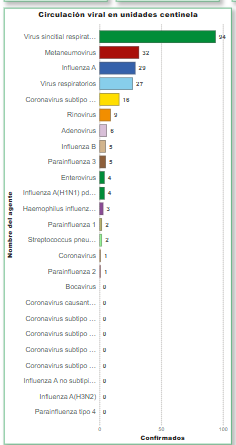 Circulación viral en unidades centinela
Nombre del agente
Virus sincitial respirat... 94
Metaneumovirus 32
Influenza A 29
Virus respiratorios 27
Coronavirus subtipo ... 16
Rinovirus 9
Adenovirus 6
Influenza B 5
Parainfluenza 3 5
Enterovirus 4
Influenza A(H1N1) pd... 4
Haemophilus influenz... 3
Parainfluenza 1 2
Streptococcus pneu... 2
Coronavirus 1
Parainfluenza 2 1
Bocavirus 0
Coronavirus causant... 0
Coronavirus subtipo ... 0
Coronavirus subtipo ... 0
Coronavirus subtipo ... 0
Coronavirus subtipo ... 0
Influenza A no subtipi... 0
Influenza A(H3N2) 0
Parainfluenza tipo 4 0
0 50 100
Confirmados